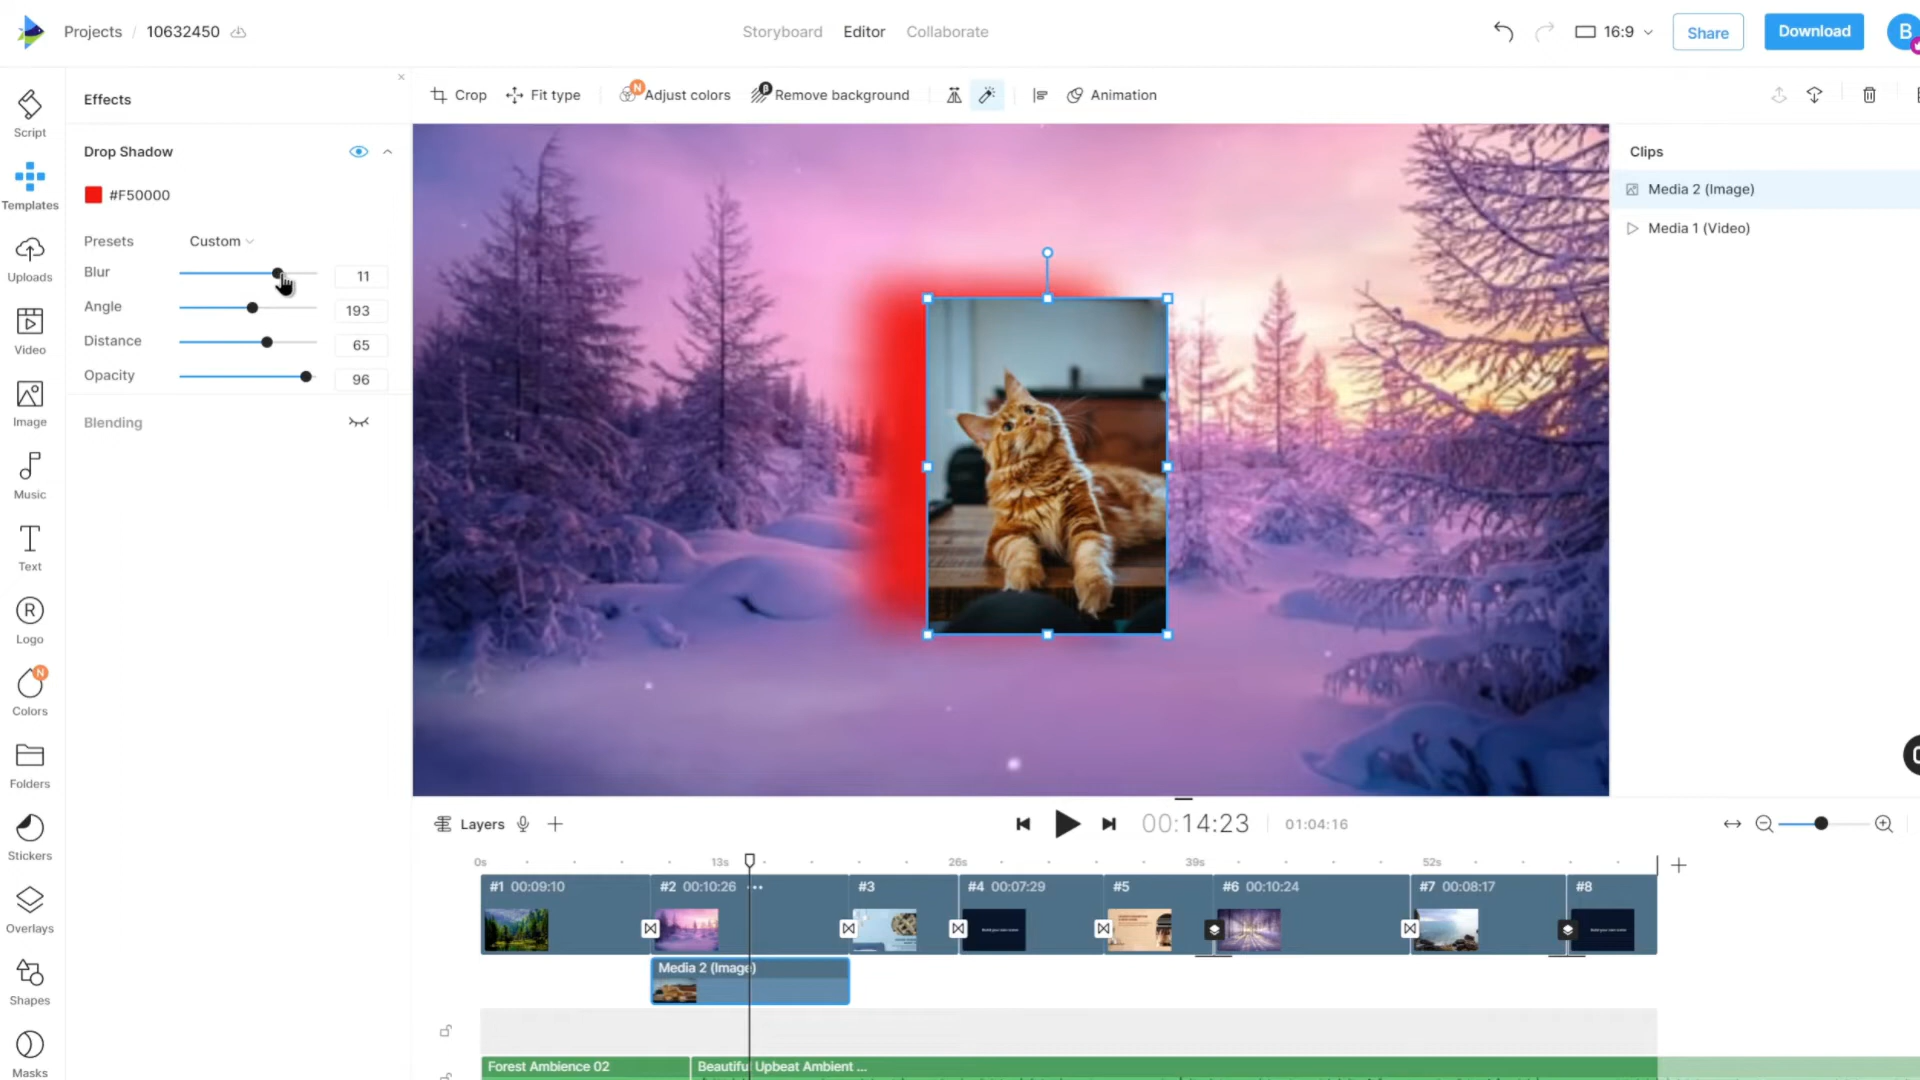 Projects / 10632450
Storyboard Editor Collaborate
16:9 Share Download B
Effects
Crop Fit type N Adjust colors β Remove background Animation
Drop Shadow
#F50000
Presets Custom
Blur 11
Angle 193
Distance 65
Opacity 96
Blending
Script
Templates
Uploads
Video
Image
Music
Text
R
Logo
N
Colors
Folders
Stickers
Overlays
Shapes
Masks
Clips
Media 2 (Image)
Media 1 (Video)
Layers 00:14:23 01:04:16
0s 13s 26s 39s 52s
#1 00:09:10 #2 00:10:26 #3 #4 00:07:29 #5 #6 00:10:24 #7 00:08:17 #8
Media 2 (Image)
Forest Ambience 02 Beautiful Upbeat Ambient ...